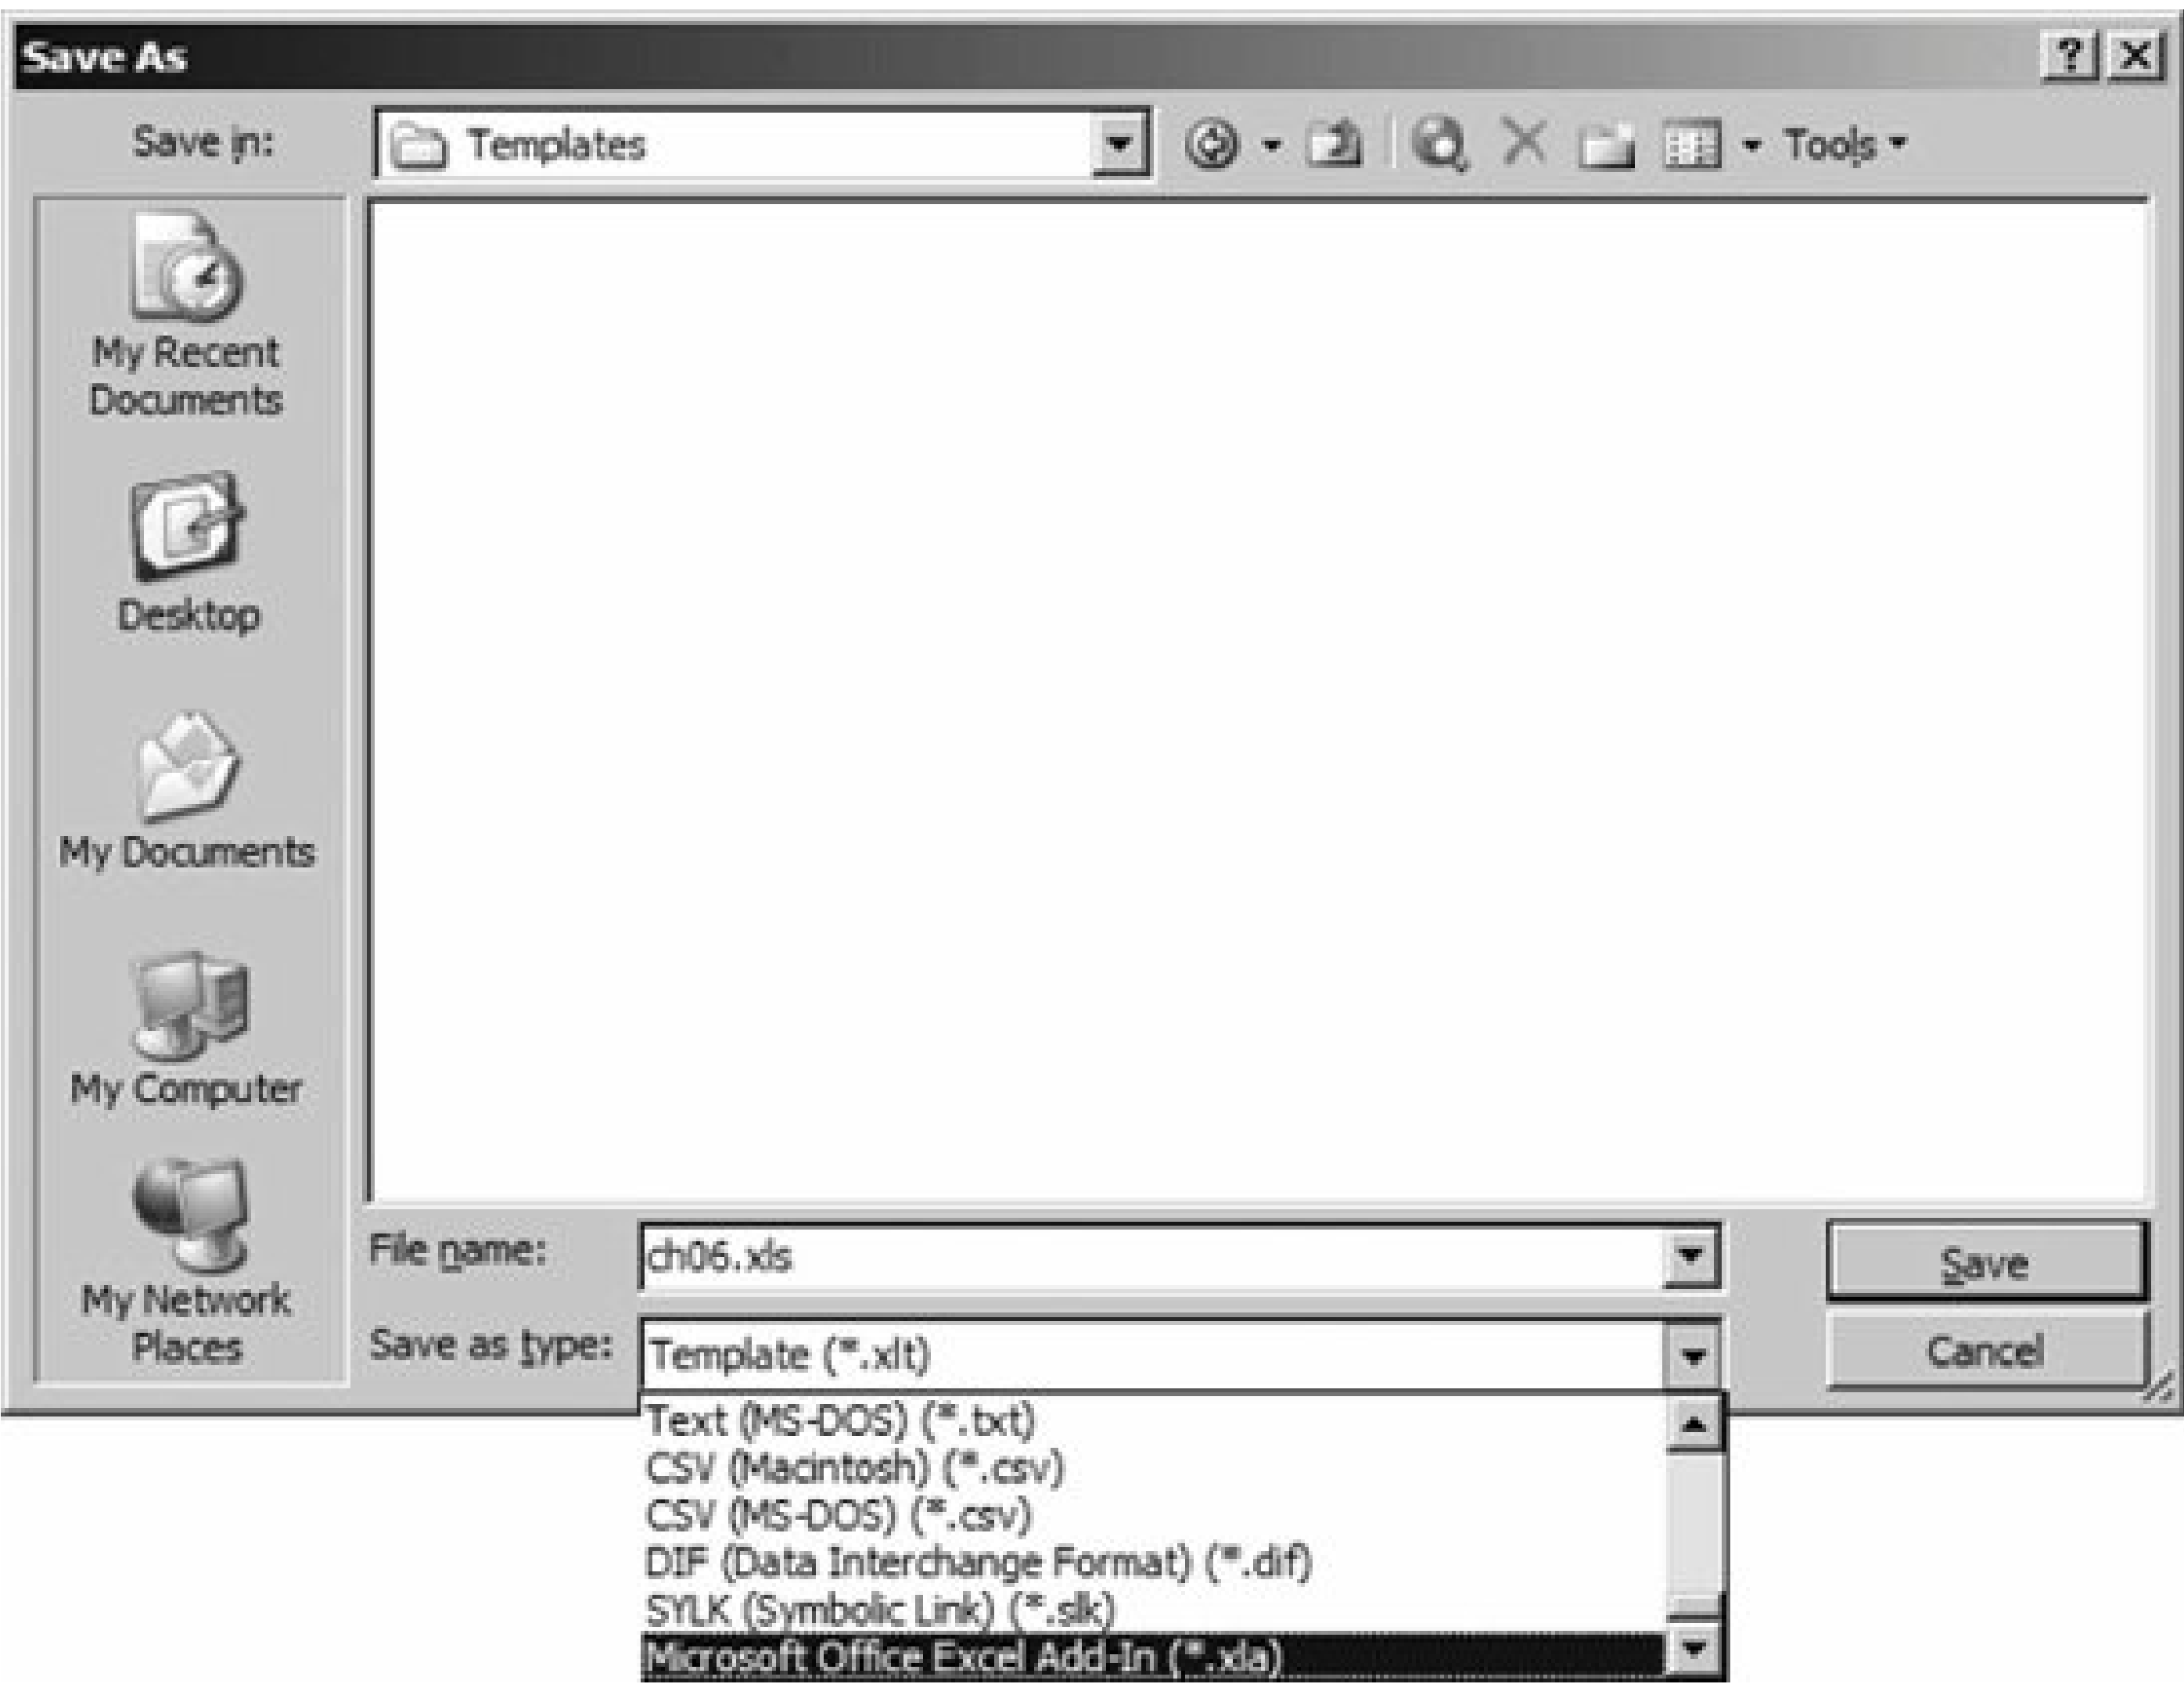 Save As
Save in:
Templates
Tools
My Recent
Documents
Desktop
My Documents
My Computer
My Network
Places
File name:
ch06.xls
Save
Save as type:
Template (*.xlt)
Cancel
Text (MS-DOS) (*.txt)
CSV (Macintosh) (*.csv)
CSV (MS-DOS) (*.csv)
DIF (Data Interchange Format) (*.dif)
SYLK (Symbolic Link) (*.slk)
Microsoft Office Excel Add-In (*.xla)